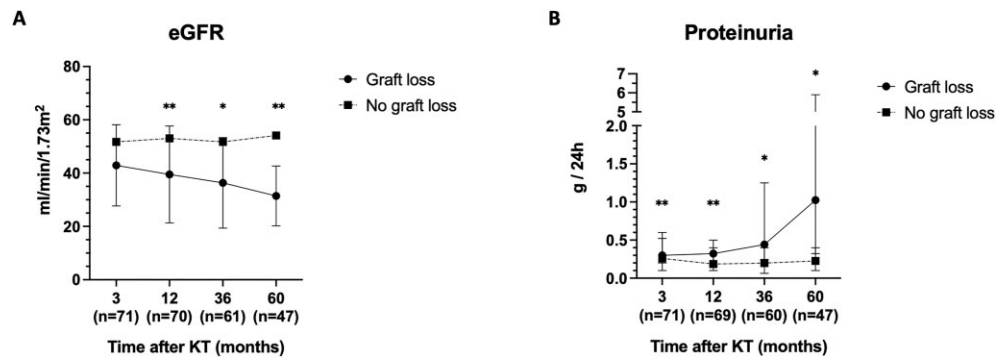 A
eGFR
80
60
40
20
0
ml/min/1.73m²
** * **
3 12 36 60
(n=71) (n=70) (n=61) (n=47)
Time after KT (months)
Graft loss
No graft loss
B
Proteinuria
7
6
5
2.0
1.5
1.0
0.5
0.0
g / 24h
** ** * *
3 12 36 60
(n=71) (n=69) (n=60) (n=47)
Time after KT (months)
Graft loss
No graft loss